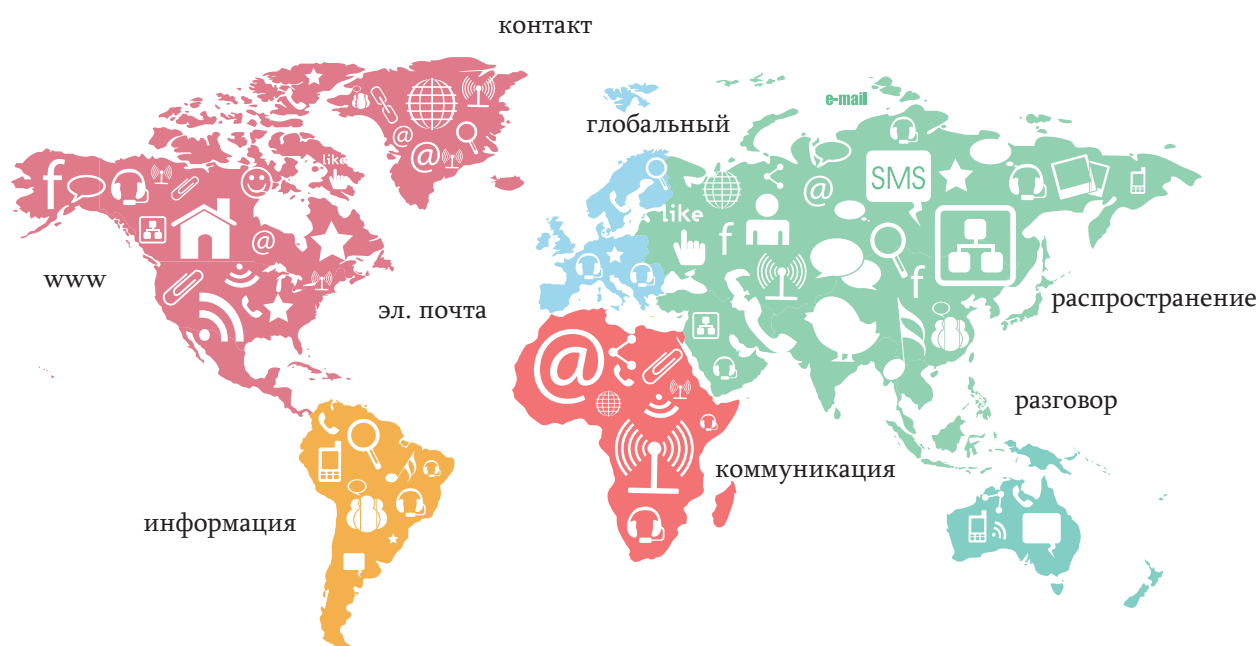 контакт
e-mail
глобальный
like
SMS
f
@
@
@
like
f
@
www
f
эл. почта
распространение
@
разговор
коммуникация
информация